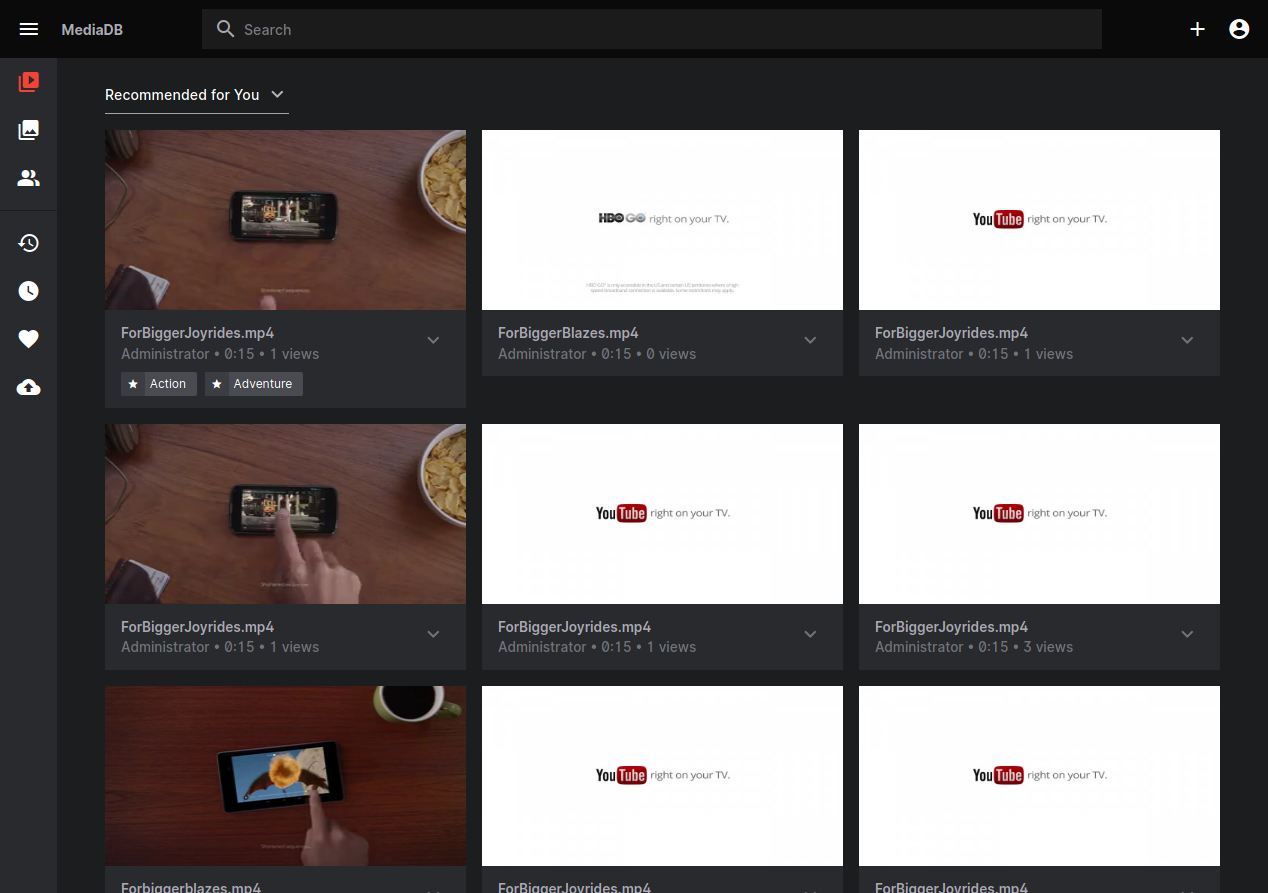 MediaDB
Search
Recommended for You
HBO GO right on your TV.
YouTube right on your TV.
ForBiggerJoyrides.mp4
Administrator • 0:15 • 1 views
Action
Adventure
ForBiggerBlazes.mp4
Administrator • 0:15 • 0 views
ForBiggerJoyrides.mp4
Administrator • 0:15 • 1 views
YouTube right on your TV.
YouTube right on your TV.
ForBiggerJoyrides.mp4
Administrator • 0:15 • 1 views
ForBiggerJoyrides.mp4
Administrator • 0:15 • 1 views
ForBiggerJoyrides.mp4
Administrator • 0:15 • 3 views
YouTube right on your TV.
YouTube right on your TV.
Forbiggerblazes.mp4
ForBiggerJoyrides.mp4
ForBiggerJoyrides.mp4